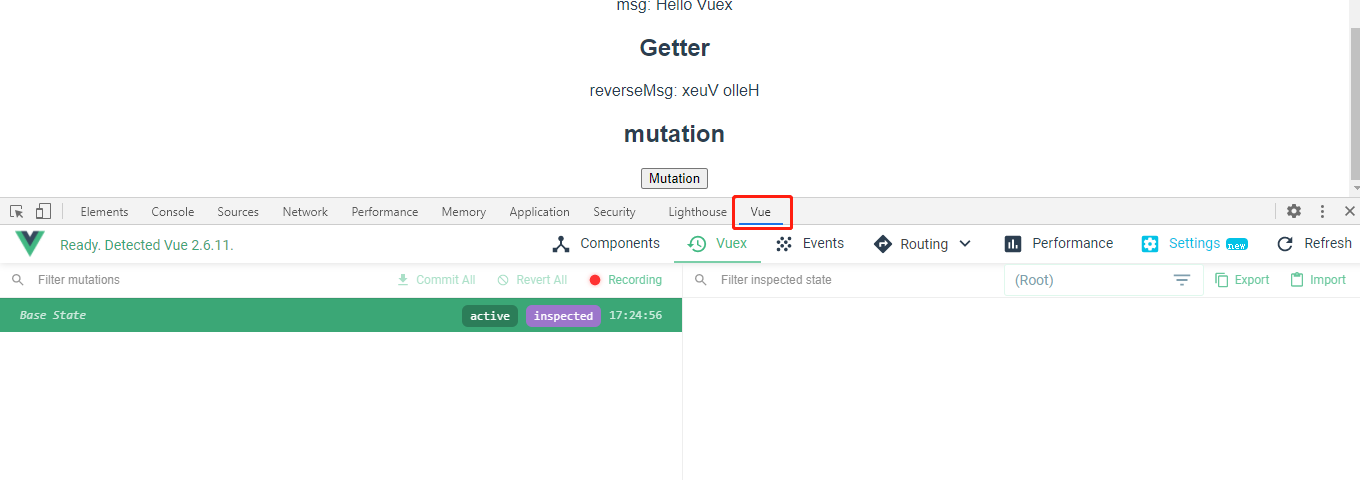 msg: Hello Vuex
Getter
reverseMsg: xeuV olleH
mutation
Mutation
Elements Console Sources Network Performance Memory Application Security Lighthouse Vue
Ready. Detected Vue 2.6.11. Components Vuex Events Routing Performance Settings new Refresh
Filter mutations Commit All Revert All Recording Filter inspected state (Root) Export Import
Base State active inspected 17:24:56